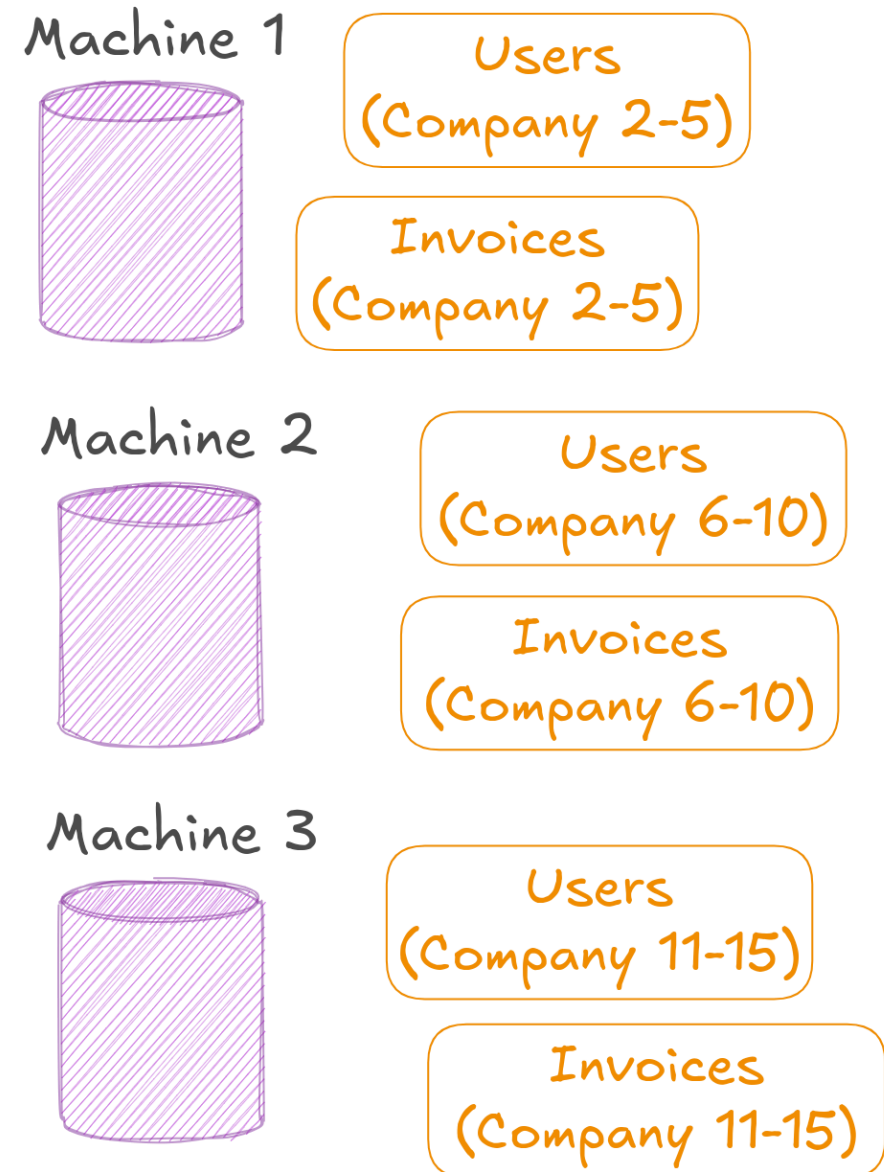 Machine 1
Users
(Company 2-5)
Invoices
(Company 2-5)
Machine 2
Users
(Company 6-10)
Invoices
(Company 6-10)
Machine 3
Users
(Company 11-15)
Invoices
(Company 11-15)